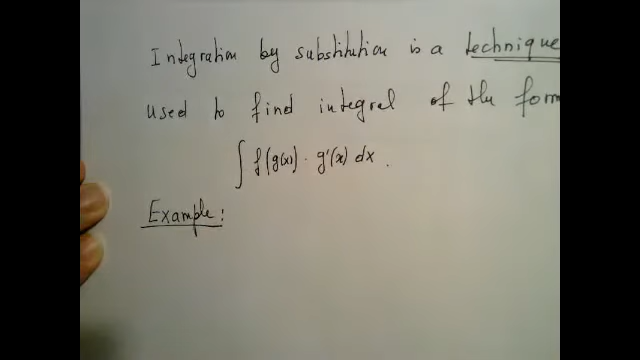 Integration by substitution is a technique
used to find integral of the form
∫ f(g(x)) · g'(x) dx .
Example: